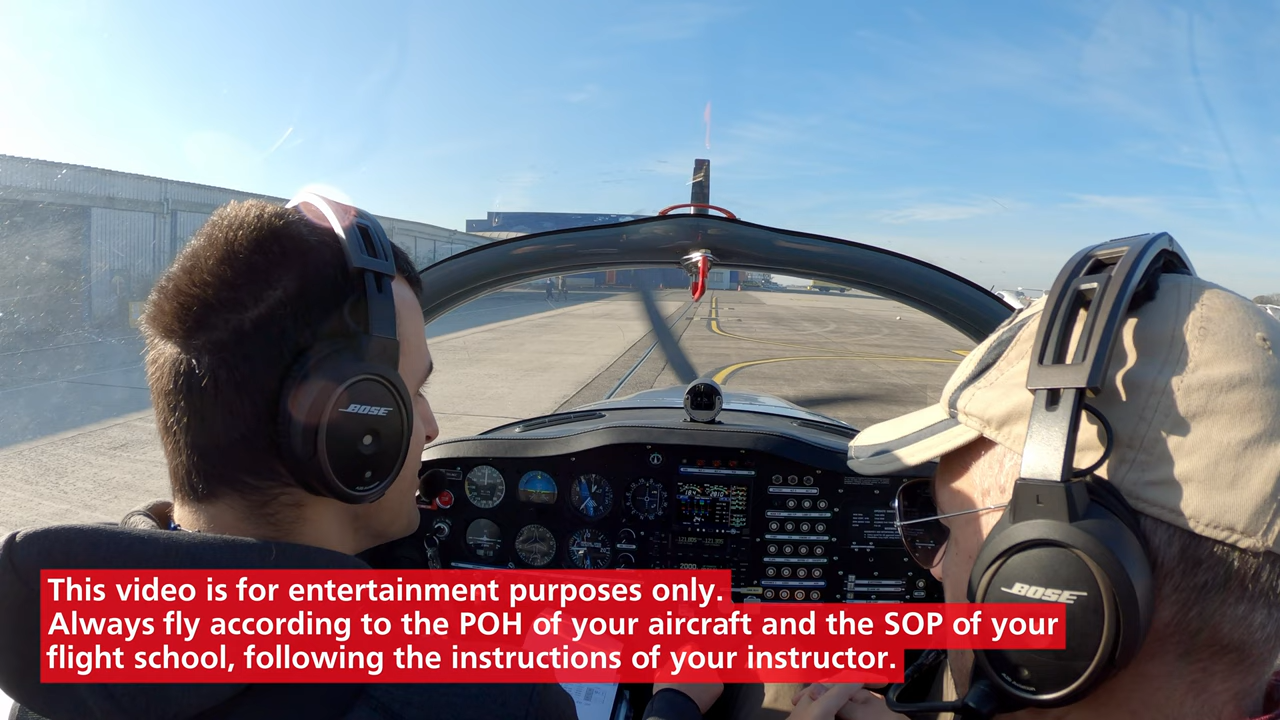 BOSE
BOSE
L
This video is for entertainment purposes only.
Always fly according to the POH of your aircraft and the SOP of your
flight school, following the instructions of your instructor.